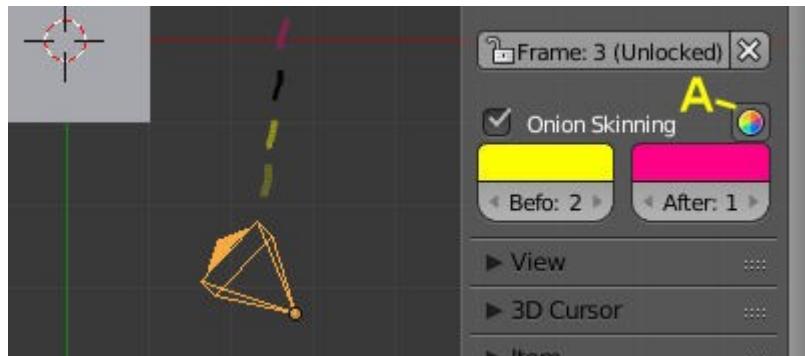 Frame: 3 (Unlocked)
A
Onion Skinning
Befo: 2
After: 1
View
3D Cursor